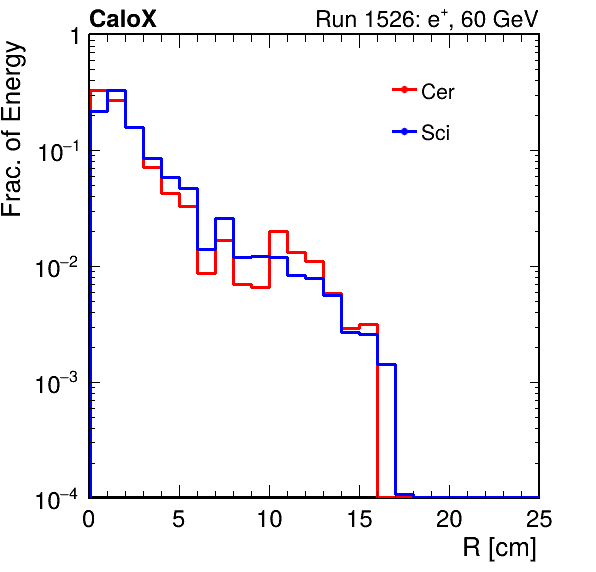 CaloX Run 1526: e⁺, 60 GeV
Frac. of Energy
Cer
Sci
1
10⁻¹
10⁻²
10⁻³
10⁻⁴
0 5 10 15 20 25
R [cm]